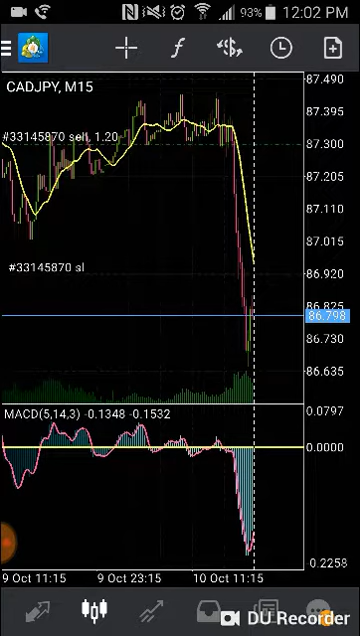 93% 12:02 PM
CADJPY, M15
#33145870 sell 1.20
#33145870 sl
87.490
87.395
87.300
87.205
87.110
87.015
86.920
86.825
86.798
86.730
86.635
MACD(5,14,3) -0.1348 -0.1532
0.0797
0.0000
0.2258
9 Oct 11:15 9 Oct 23:15 10 Oct 11:15
DU Recorder